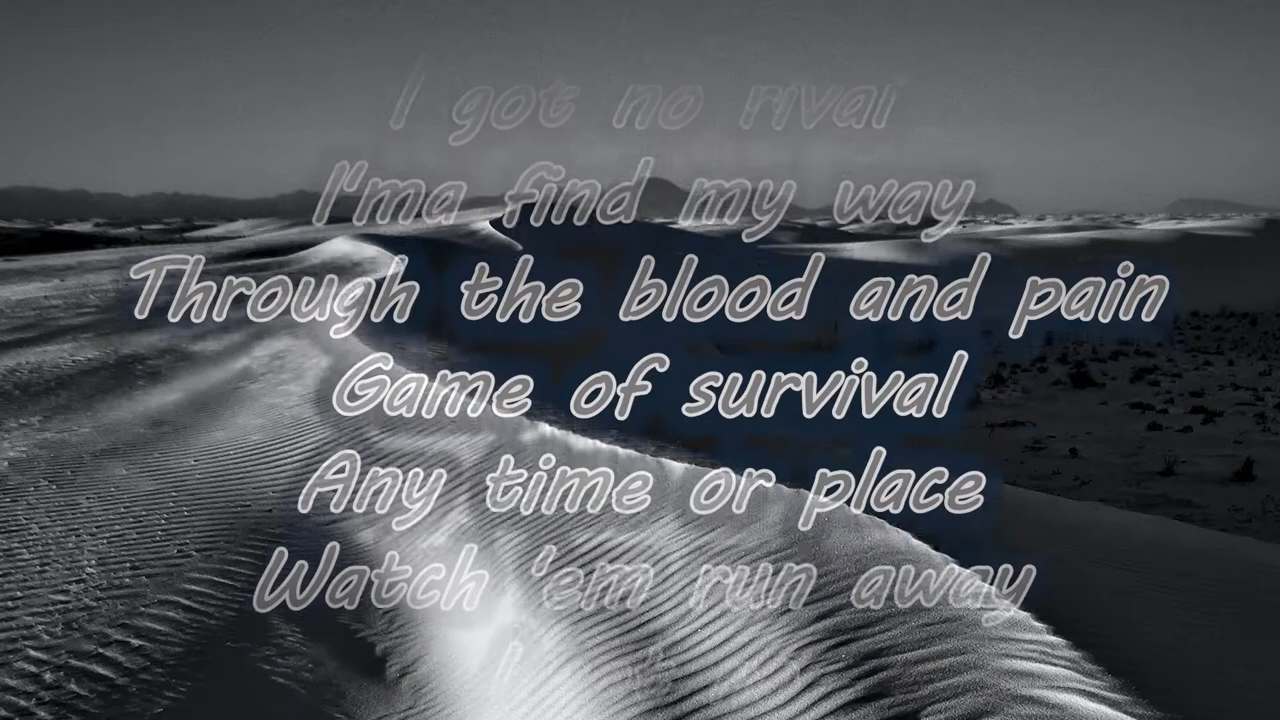 I got no rival
I'ma find my way
Through the blood and pain
Game of survival
Any time or place
Watch 'em run away